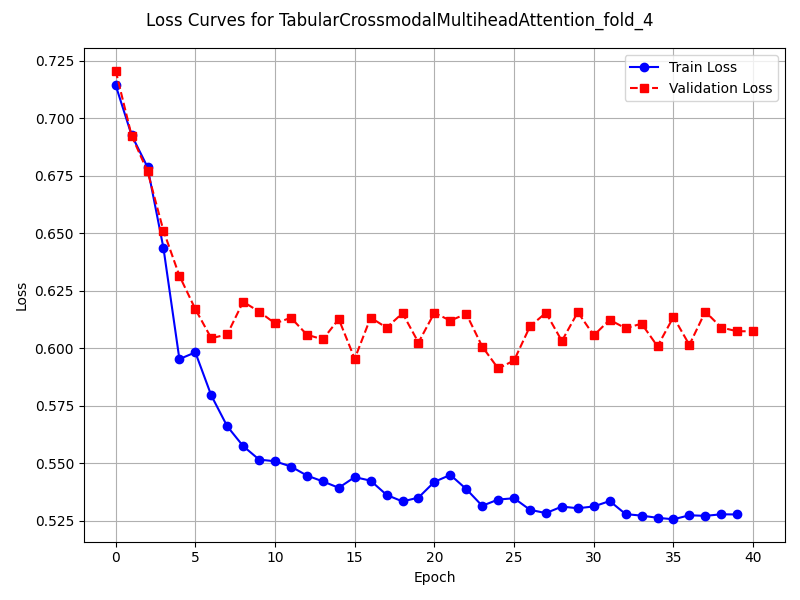 Loss Curves for TabularCrossmodalMultiheadAttention_fold_4
Train Loss
Validation Loss
0.725
0.700
0.675
0.650
0.625
0.600
0.575
0.550
0.525
Loss
0 5 10 15 20 25 30 35 40
Epoch